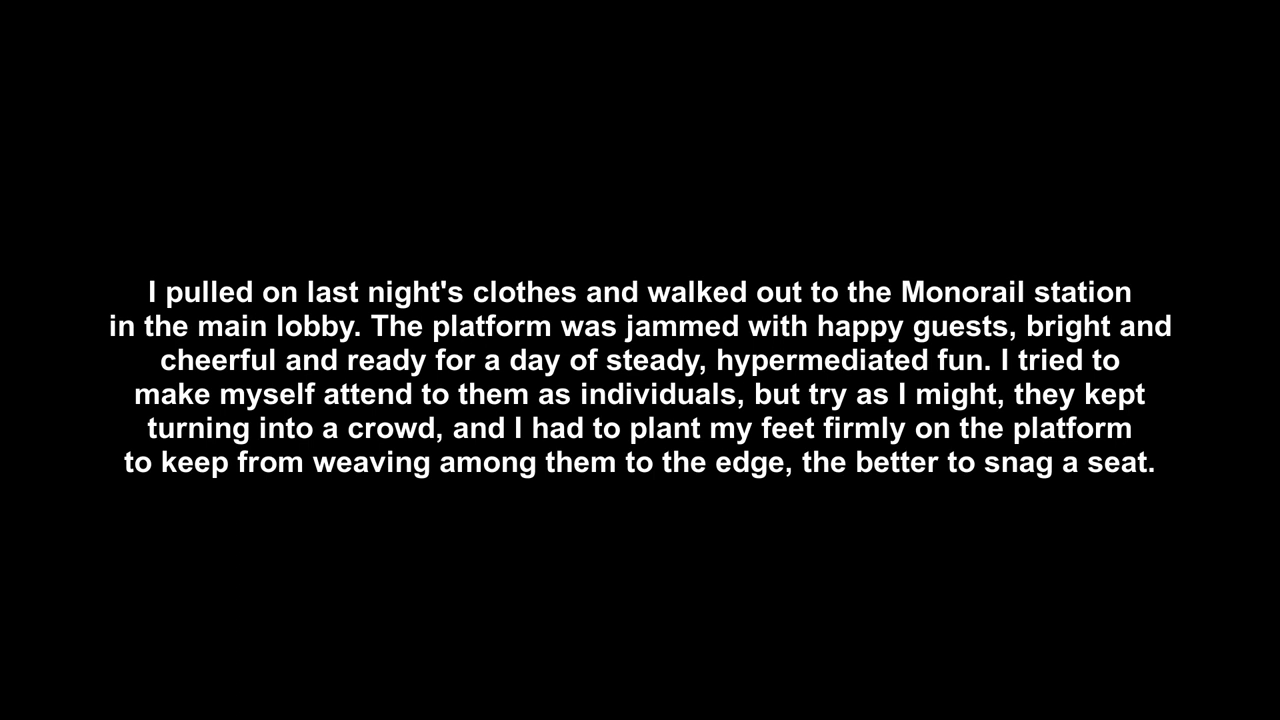 I pulled on last night's clothes and walked out to the Monorail station
in the main lobby. The platform was jammed with happy guests, bright and
cheerful and ready for a day of steady, hypermediated fun. I tried to
make myself attend to them as individuals, but try as I might, they kept
turning into a crowd, and I had to plant my feet firmly on the platform
to keep from weaving among them to the edge, the better to snag a seat.